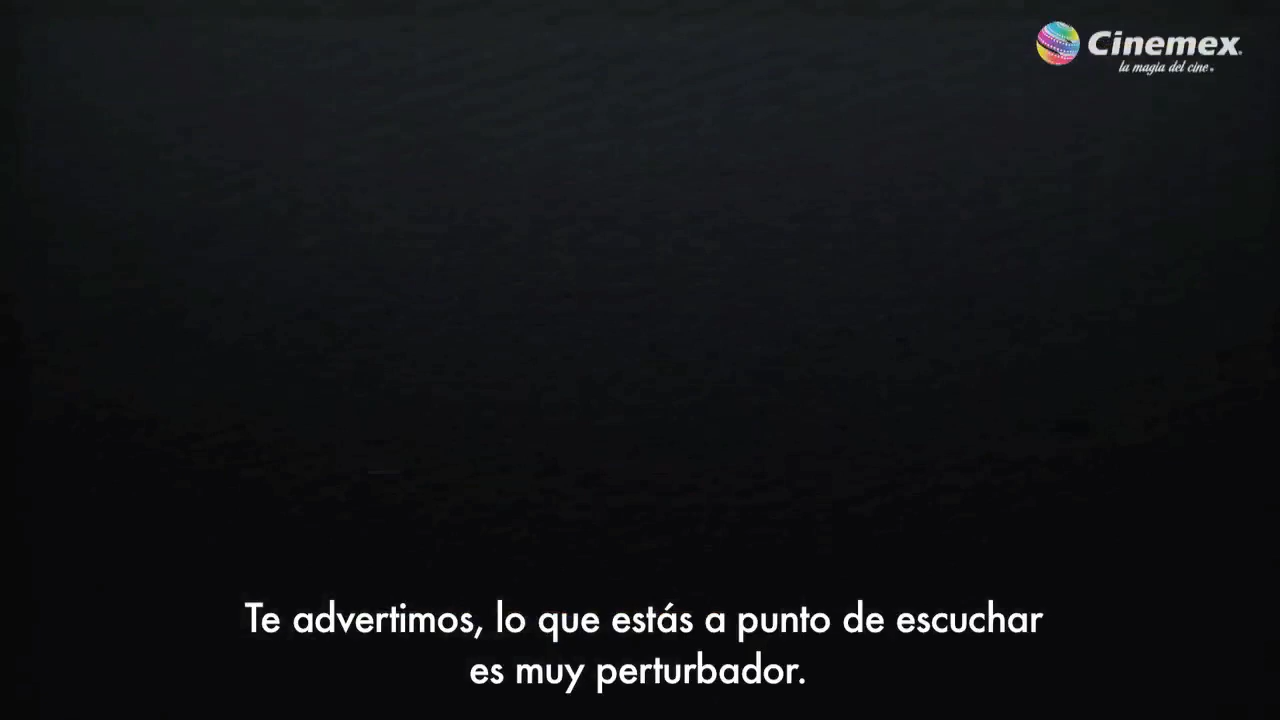 Cinemex
la magia del cine
Te advertimos, lo que estás a punto de escuchar
es muy perturbador.